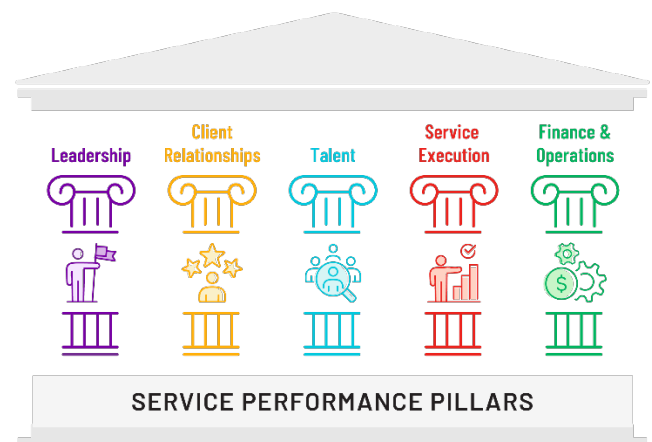 Leadership
Client
Relationships
Talent
Service
Execution
Finance &
Operations
$
SERVICE PERFORMANCE PILLARS